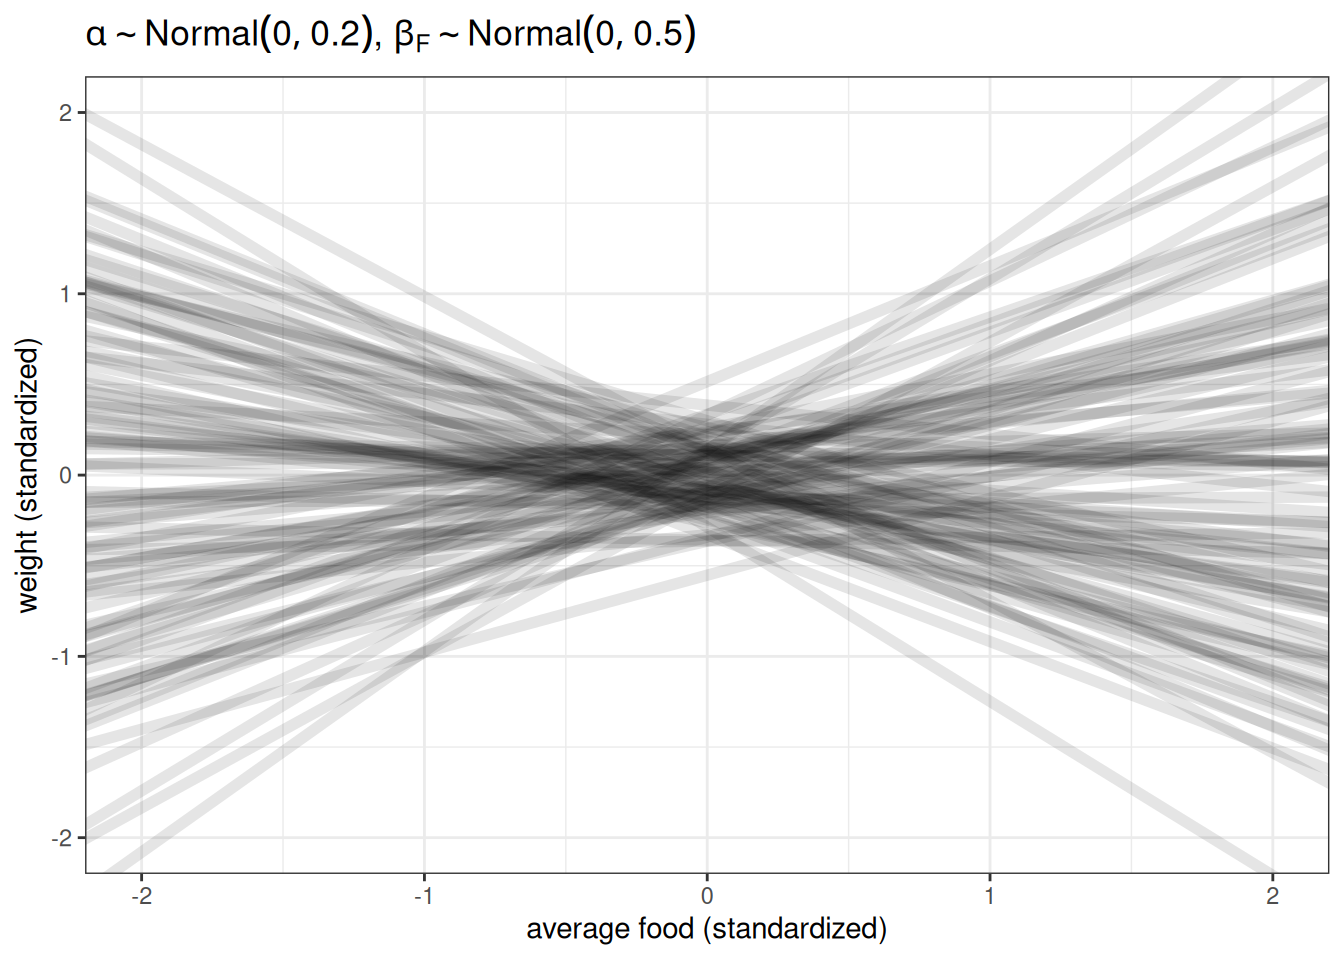 α ~ Normal(0, 0.2), β_F ~ Normal(0, 0.5)
2
1
0
-1
-2
weight (standardized)
-2 -1 0 1 2
average food (standardized)